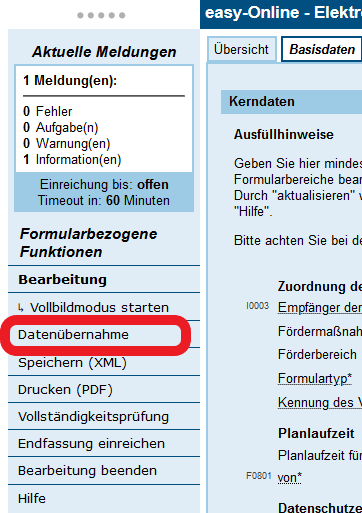 easy-Online - Elektro
Aktuelle Meldungen
1 Meldung(en):
0 Fehler
0 Aufgabe(n)
0 Warnung(en)
1 Information(en)
Einreichung bis: offen
Timeout in: 60 Minuten
Formularbezogene
Funktionen
Bearbeitung
↳ Vollbildmodus starten
Datenübernahme
Speichern (XML)
Drucken (PDF)
Vollständigkeitsprüfung
Endfassung einreichen
Bearbeitung beenden
Hilfe
Übersicht
Basisdaten
Kerndaten
Ausfüllhinweise
Geben Sie hier mindes
Formularbereiche bear
Durch "aktualisieren"
"Hilfe".
Bitte achten Sie bei de
Zuordnung de
I0003 Empfänger der
Fördermaßnah
Förderbereich
Formulartyp*
Kennung des V
Planlaufzeit
Planlaufzeit für
F0801 von*
Datenschutze